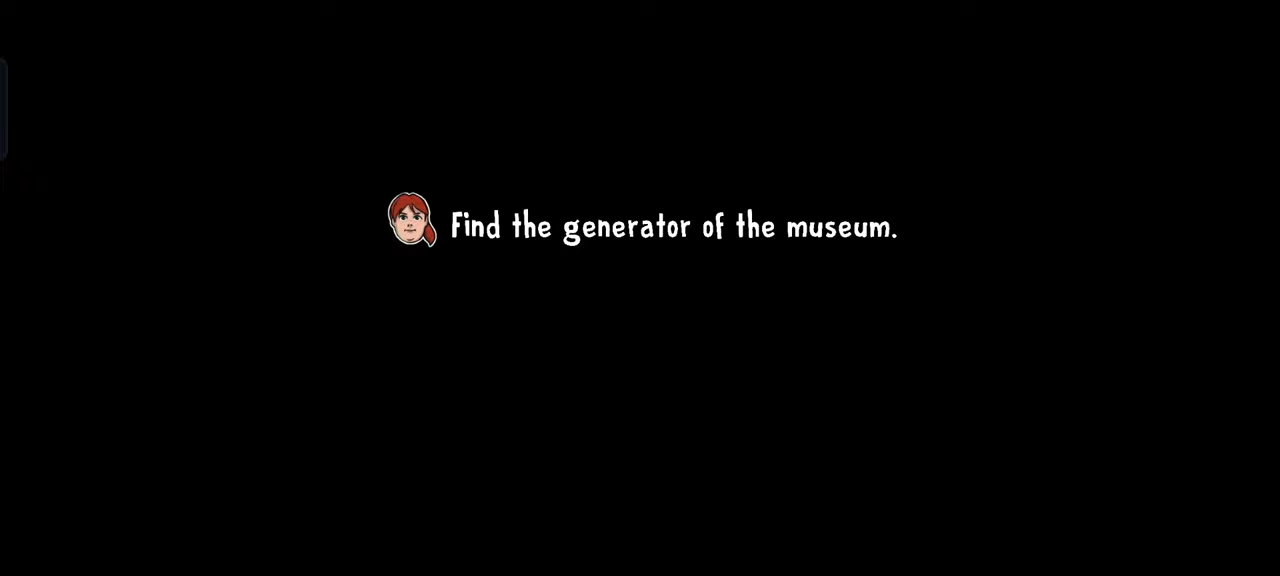 Find the generator of the museum.